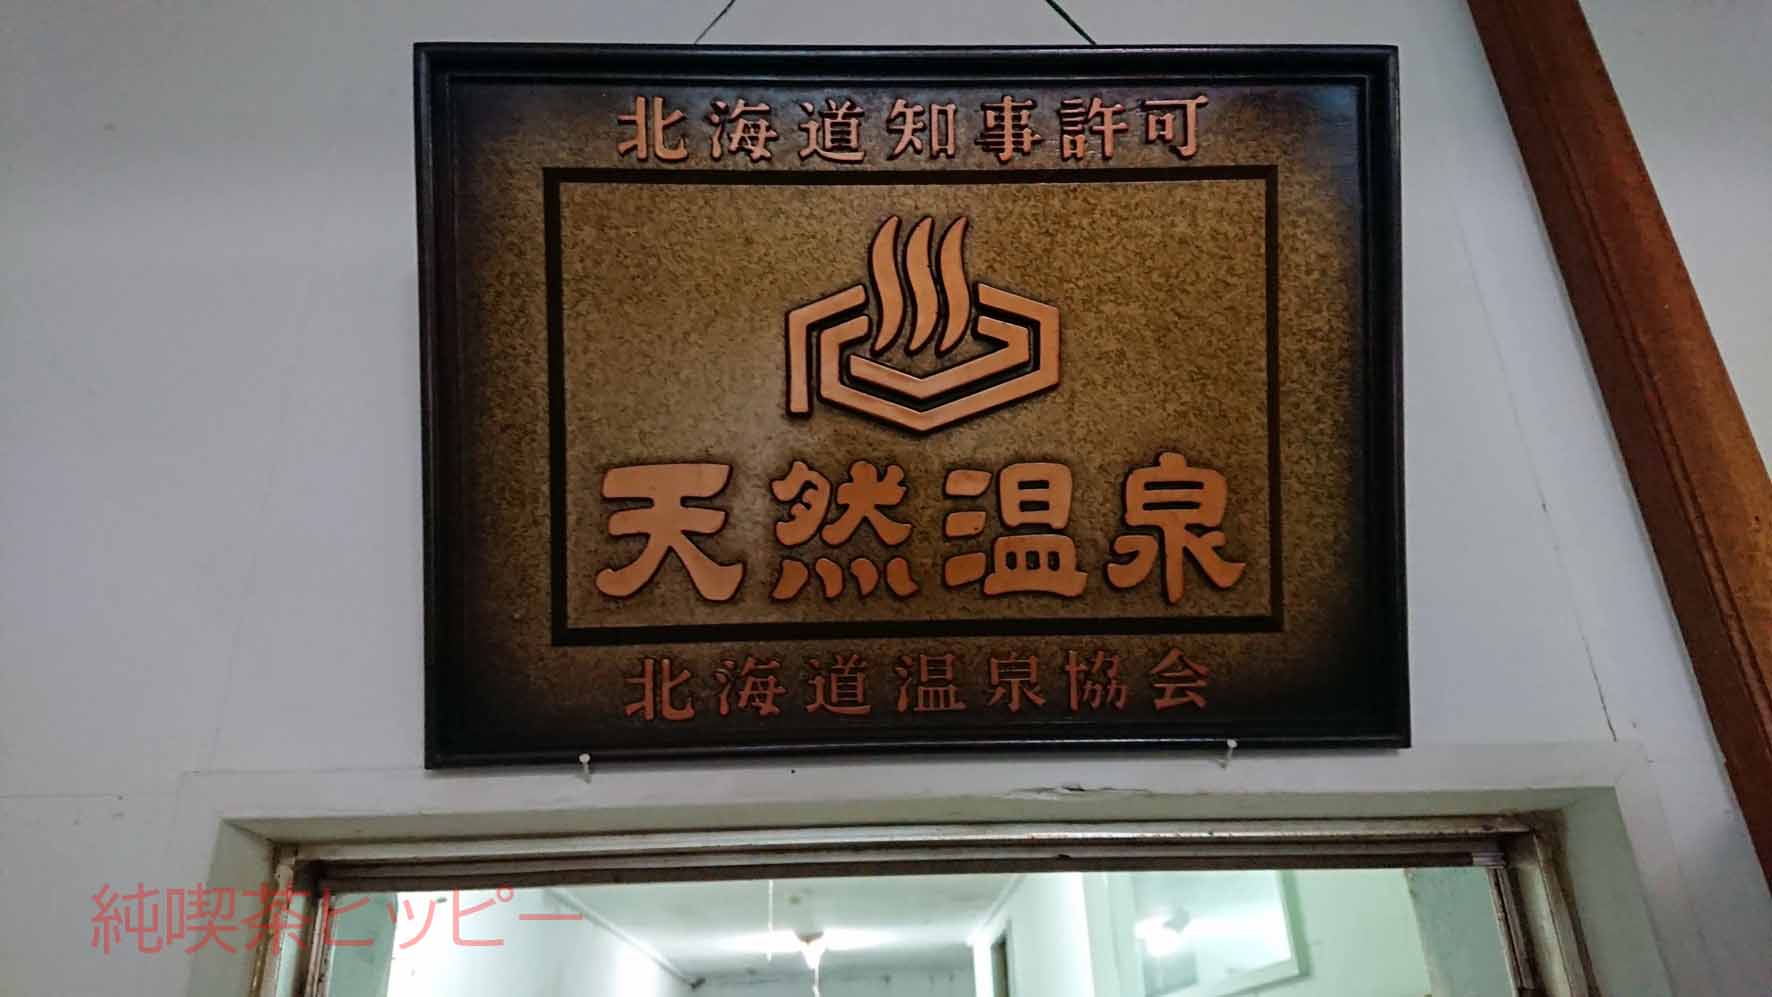 北海道知事許可
天然温泉
北海道温泉協会
純喫茶ヒッピー